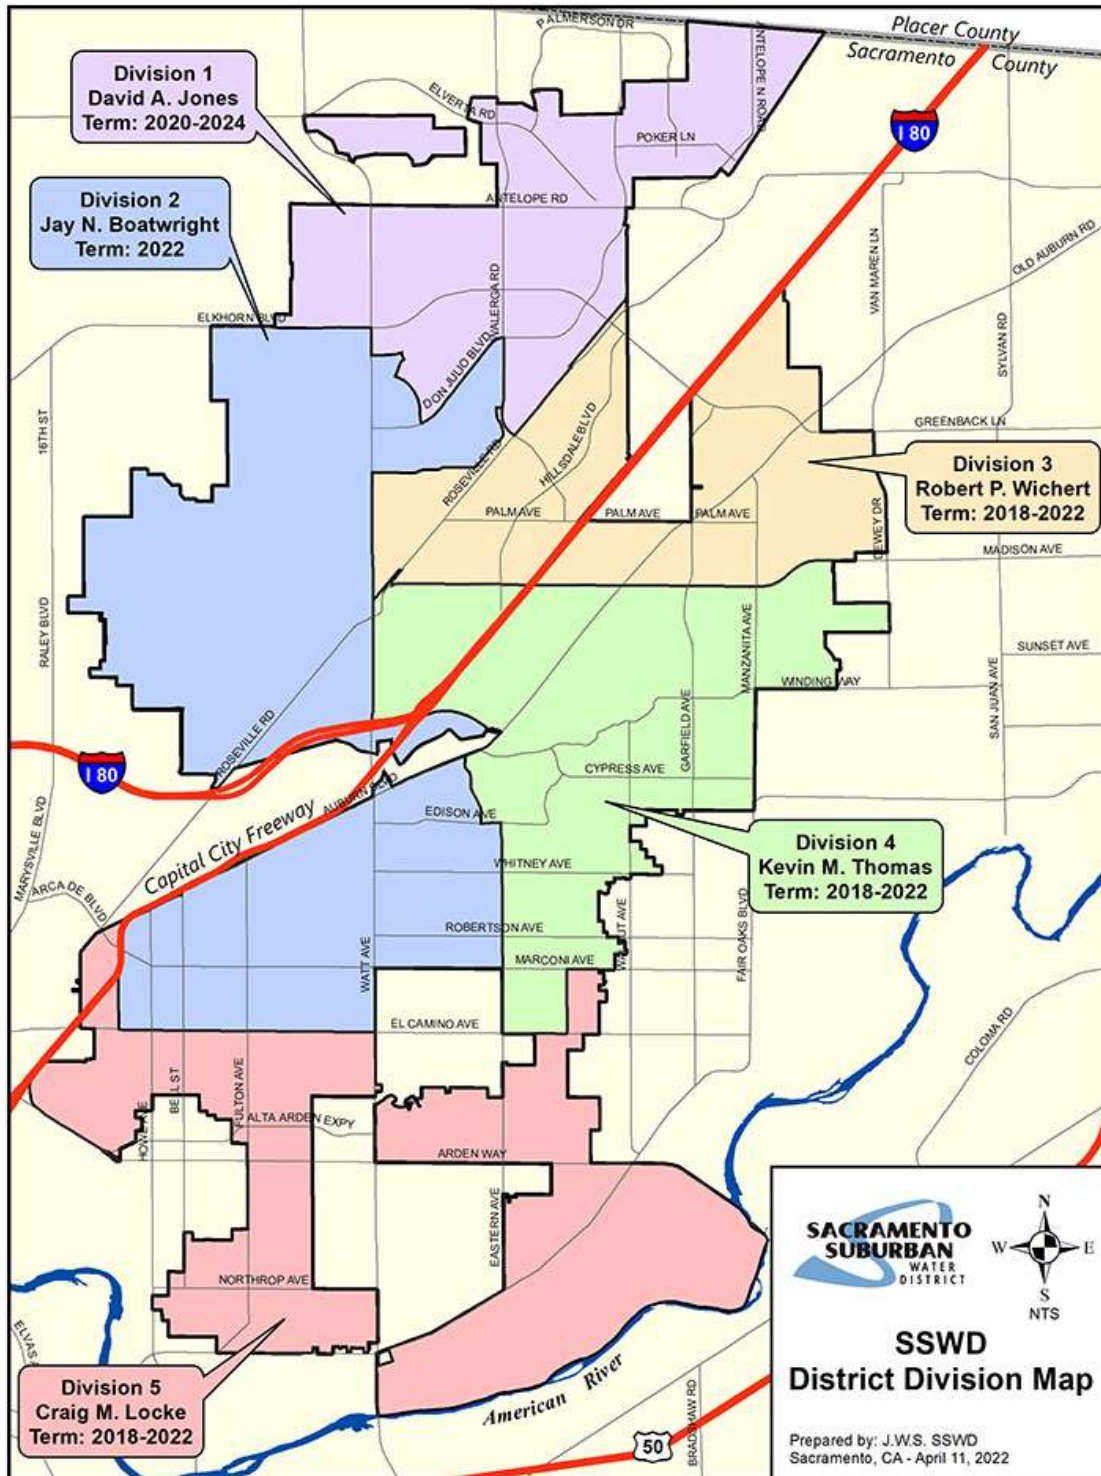 PALMERSON DR
ANTELOPE N ROAD
Placer County
Sacramento County
Division 1
David A. Jones
Term: 2020-2024
ELVERTA RD
POKER LN
I 80
Division 2
Jay N. Boatwright
Term: 2022
ANTELOPE RD
VAN MAREN LN
OLD AUBURN RD
ELKHORN BLVD
DON JULIO BLVD
WALERGA RD
SYLVAN RD
16TH ST
HILLSDALE BLVD
GREENBACK LN
ROSEVILLE RD
Division 3
Robert P. Wichert
Term: 2018-2022
PALM AVE
PALM AVE
PALM AVE
DEWEY DR
MADISON AVE
RALEY BLVD
MANZANITA AVE
SUNSET AVE
WINDING WAY
SAN JUAN AVE
GARFIELD AVE
ROSEVILLE RD
I 80
CYPRESS AVE
AUBURN BLVD
Capital City Freeway
EDISON AVE
MARYSVILLE BLVD
WHITNEY AVE
Division 4
Kevin M. Thomas
Term: 2018-2022
ARCADE BLVD
ROBERTSON AVE
FAIR OAKS BLVD
WATT AVE
MARCONI AVE
EL CAMINO AVE
COLOMA RD
BELL ST
FULTON AVE
HOWE AVE
ALTA ARDEN EXPY
ARDEN WAY
EASTERN AVE
NORTHROP AVE
SACRAMENTO
SUBURBAN
WATER
DISTRICT
N
W E
S
NTS
SSWD
District Division Map
Division 5
Craig M. Locke
Term: 2018-2022
American River
BRADSHAW RD
50
Prepared by: J.W.S. SSWD
Sacramento, CA - April 11, 2022